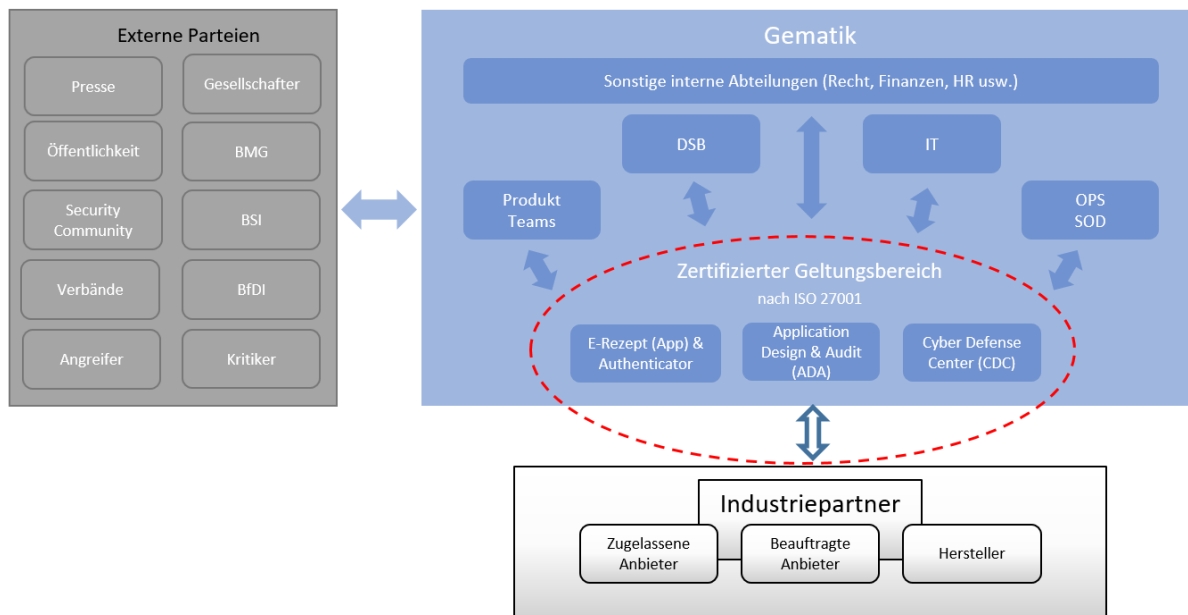 Externe Parteien
Presse
Gesellschafter
Öffentlichkeit
BMG
Security
Community
BSI
Verbände
BfDI
Angreifer
Kritiker
Gematik
Sonstige interne Abteilungen (Recht, Finanzen, HR usw.)
DSB
IT
Produkt
Teams
OPS
SOD
Zertifizierter Geltungsbereich
nach ISO 27001
E-Rezept (App) &
Authenticator
Application
Design & Audit
(ADA)
Cyber Defense
Center (CDC)
Industriepartner
Zugelassene
Anbieter
Beauftragte
Anbieter
Hersteller